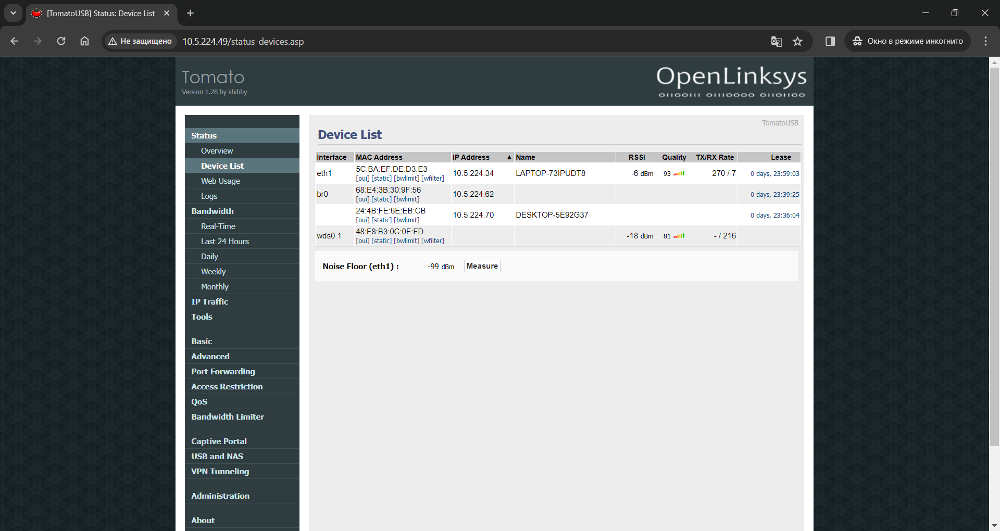 [TomatoUSB] Status: Device List
Не защищено
10.5.224.49/status-devices.asp
Окно в режиме инкогнито
Tomato
Version 1.28 by shibby
OpenLinksys
01100111 01110000 01101100
Status
Overview
Device List
Web Usage
Logs
Bandwidth
Real-Time
Last 24 Hours
Daily
Weekly
Monthly
IP Traffic
Tools
Basic
Advanced
Port Forwarding
Access Restriction
QoS
Bandwidth Limiter
Captive Portal
USB and NAS
VPN Tunneling
Administration
About
TomatoUSB
Device List
Interface MAC Address IP Address ▲ Name RSSI Quality TX/RX Rate Lease
eth1 5C:BA:EF:DE:D3:E3 10.5.224.34 LAPTOP-73IPUDT8 -6 dBm 93 270 / 7 0 days, 23:59:03
[oui] [static] [bwlimit] [wfilter]
br0 68:E4:3B:30:9F:56 10.5.224.62 0 days, 23:39:25
[oui] [static] [bwlimit]
24:4B:FE:6E:EB:CB 10.5.224.70 DESKTOP-5E92G37 0 days, 23:36:04
[oui] [static] [bwlimit]
wds0.1 48:F8:B3:0C:0F:FD -18 dBm 81 - / 216
[oui] [static] [bwlimit] [wfilter]
Noise Floor (eth1) : -99 dBm Measure